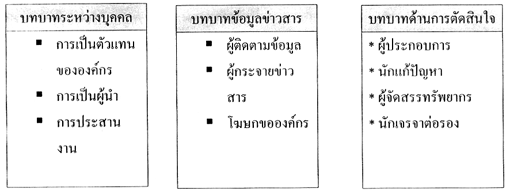 บทบาทระหว่างบุคคล
▪ การเป็นตัวแทน
ขององค์กร
▪ การเป็นผู้นำ
▪ การประสาน
งาน
บทบาทข้อมูลข่าวสาร
▪ ผู้ติดตามข้อมูล
▪ ผู้กระจายข่าว
สาร
▪ โฆษกขององค์กร
บทบาทด้านการตัดสินใจ
* ผู้ประกอบการ
* นักแก้ปัญหา
* ผู้จัดสรรทรัพยากร
* นักเจรจาต่อรอง